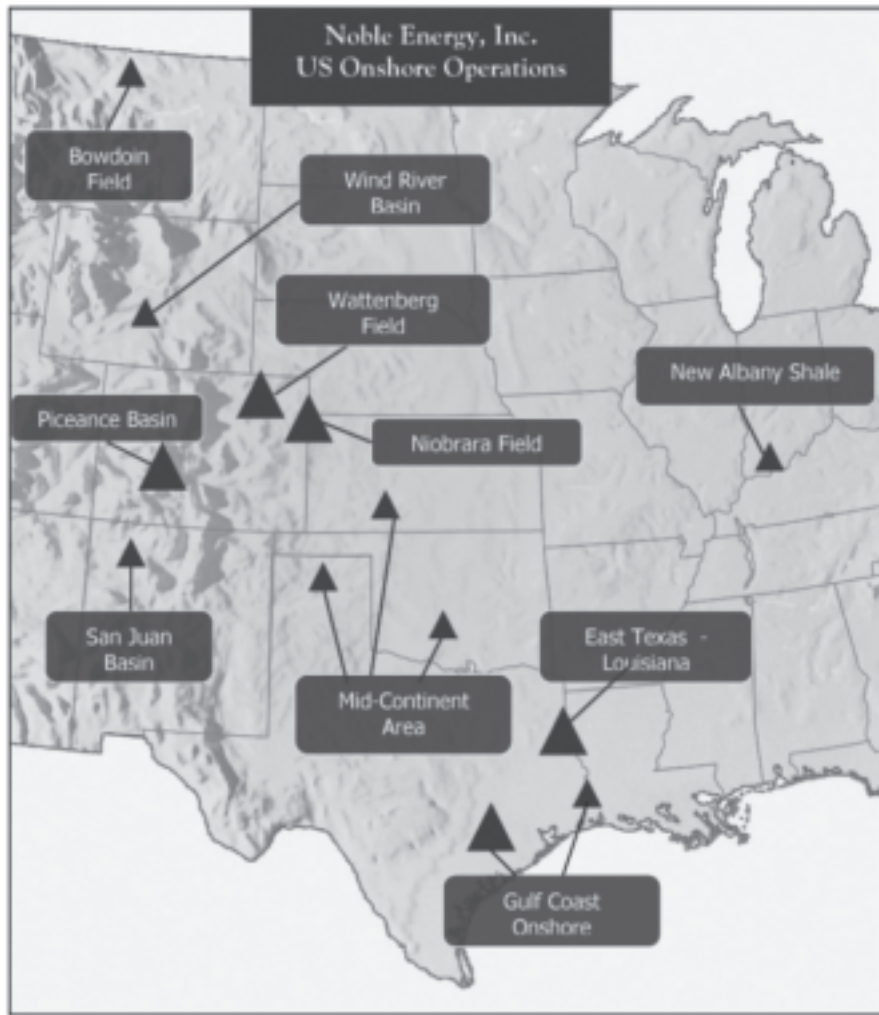 Noble Energy, Inc.
US Onshore Operations
Bowdoin
Field
Wind River
Basin
Wattenberg
Field
New Albany Shale
Piceance Basin
Niobrara Field
San Juan
Basin
East Texas -
Louisiana
Mid-Continent
Area
Gulf Coast
Onshore